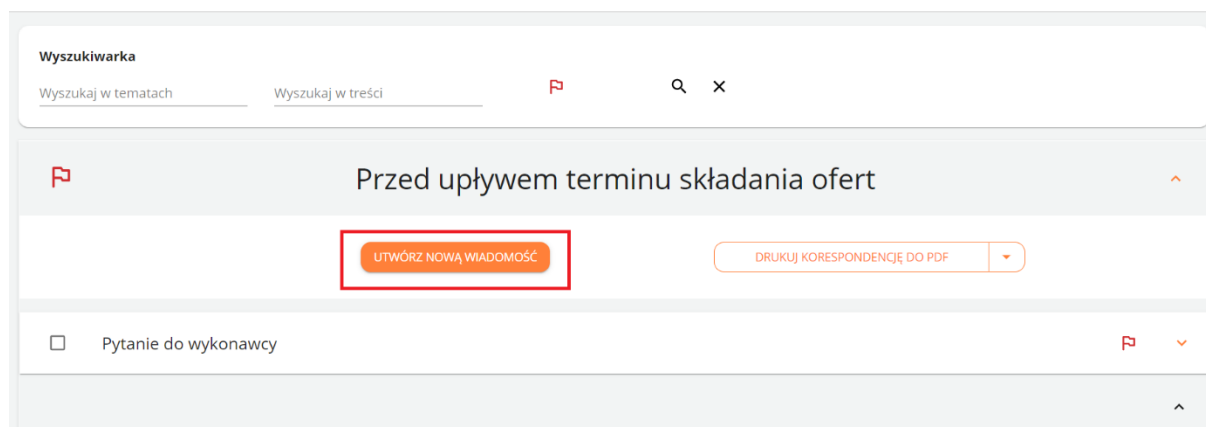 Wyszukiwarka
Wyszukaj w tematach
Wyszukaj w treści
Przed upływem terminu składania ofert
UTWÓRZ NOWĄ WIADOMOŚĆ
DRUKUJ KORESPONDENCJĘ DO PDF
Pytanie do wykonawcy